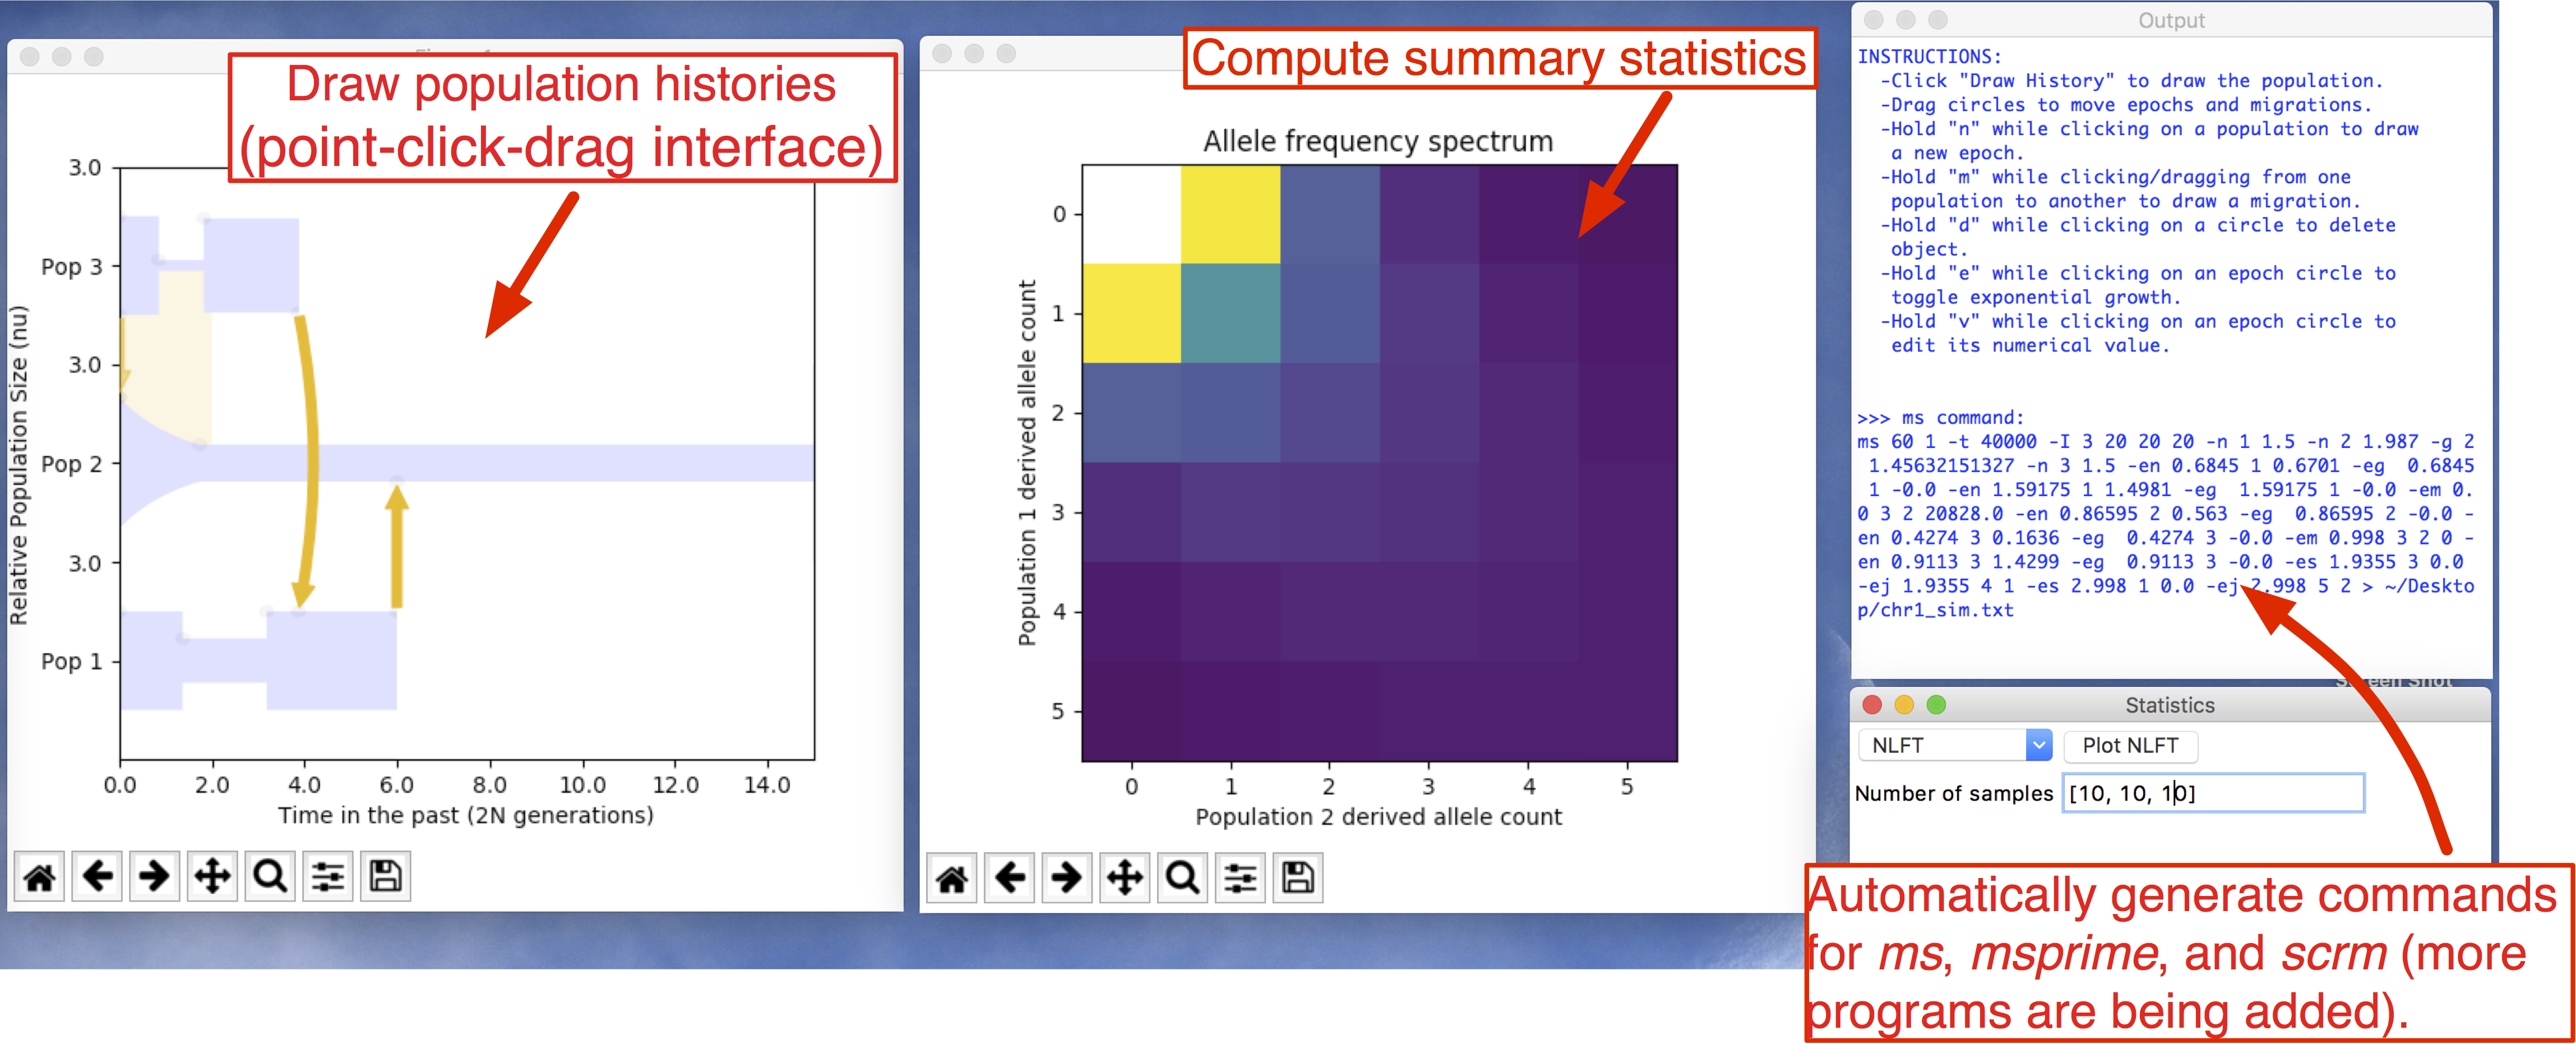 Draw population histories
(point-click-drag interface)
3.0
Pop 3
3.0
Pop 2
3.0
Pop 1
Relative Population Size (nu)
0.0 2.0 4.0 6.0 8.0 10.0 12.0 14.0
Time in the past (2N generations)
Compute summary statistics
Allele frequency spectrum
0
1
2
3
4
5
Population 1 derived allele count
0 1 2 3 4 5
Population 2 derived allele count
Output
INSTRUCTIONS:
-Click "Draw History" to draw the population.
-Drag circles to move epochs and migrations.
-Hold "n" while clicking on a population to draw
a new epoch.
-Hold "m" while clicking/dragging from one
population to another to draw a migration.
-Hold "d" while clicking on a circle to delete
object.
-Hold "e" while clicking on an epoch circle to
toggle exponential growth.
-Hold "v" while clicking on an epoch circle to
edit its numerical value.
>>> ms command:
ms 60 1 -t 40000 -I 3 20 20 20 -n 1 1.5 -n 2 1.987 -g 2
1.45632151327 -n 3 1.5 -en 0.6845 1 0.6701 -eg  0.6845
1 -0.0 -en 1.59175 1 1.4981 -eg  1.59175 1 -0.0 -em 0.
0 3 2 20828.0 -en 0.86595 2 0.563 -eg  0.86595 2 -0.0 -
en 0.4274 3 0.1636 -eg  0.4274 3 -0.0 -em 0.998 3 2 0 -
en 0.9113 3 1.4299 -eg  0.9113 3 -0.0 -es 1.9355 3 0.0
-ej 1.9355 4 1 -es 2.998 1 0.0 -ej 2.998 5 2 > ~/Deskto
p/chr1_sim.txt
Screen Shot
Statistics
NLFT Plot NLFT
Number of samples [10, 10, 10]
Automatically generate commands
for ms, msprime, and scrm (more
programs are being added).